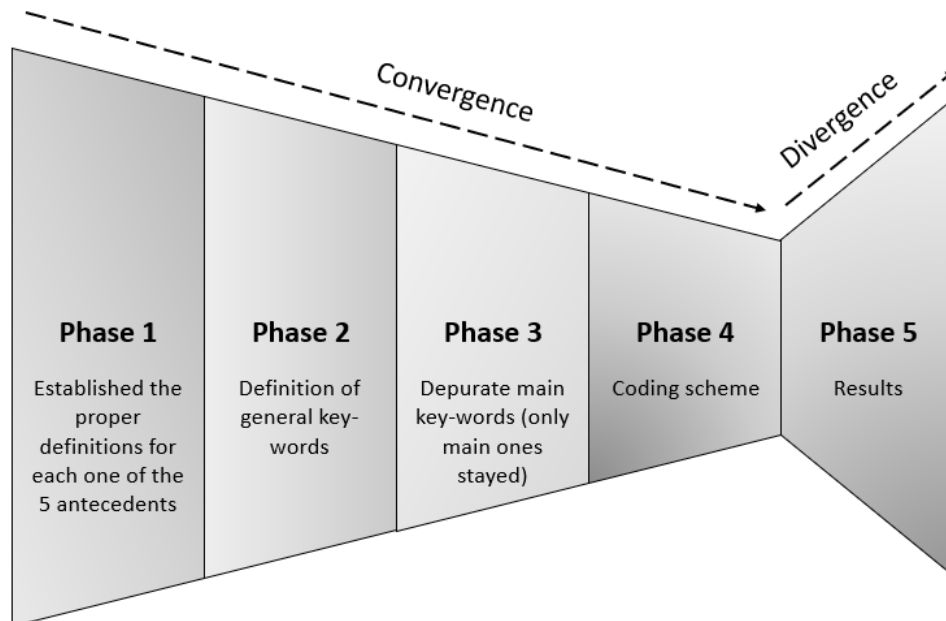 Convergence
Divergence
Phase 1
Established the
proper
definitions for
each one of the
5 antecedents
Phase 2
Definition of
general key-
words
Phase 3
Depurate main
key-words (only
main ones
stayed)
Phase 4
Coding scheme
Phase 5
Results